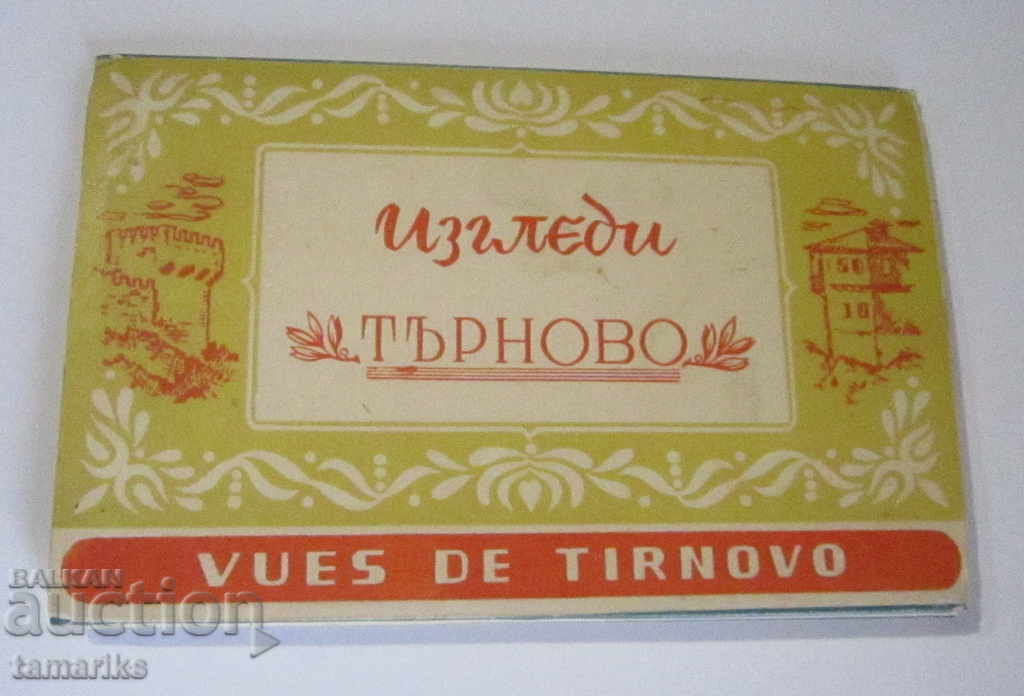 Изгледи
ТЪРНОВО
VUES DE TIRNOVO
BALKAN
auction
tamariks